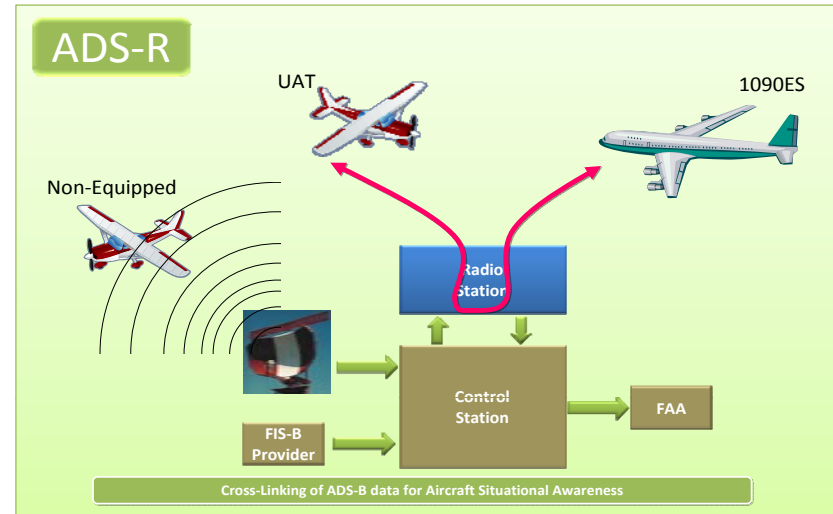 ADS-R
UAT
1090ES
Non-Equipped
Radio
Station
Control
Station
FAA
FIS-B
Provider
Cross-Linking of ADS-B data for Aircraft Situational Awareness